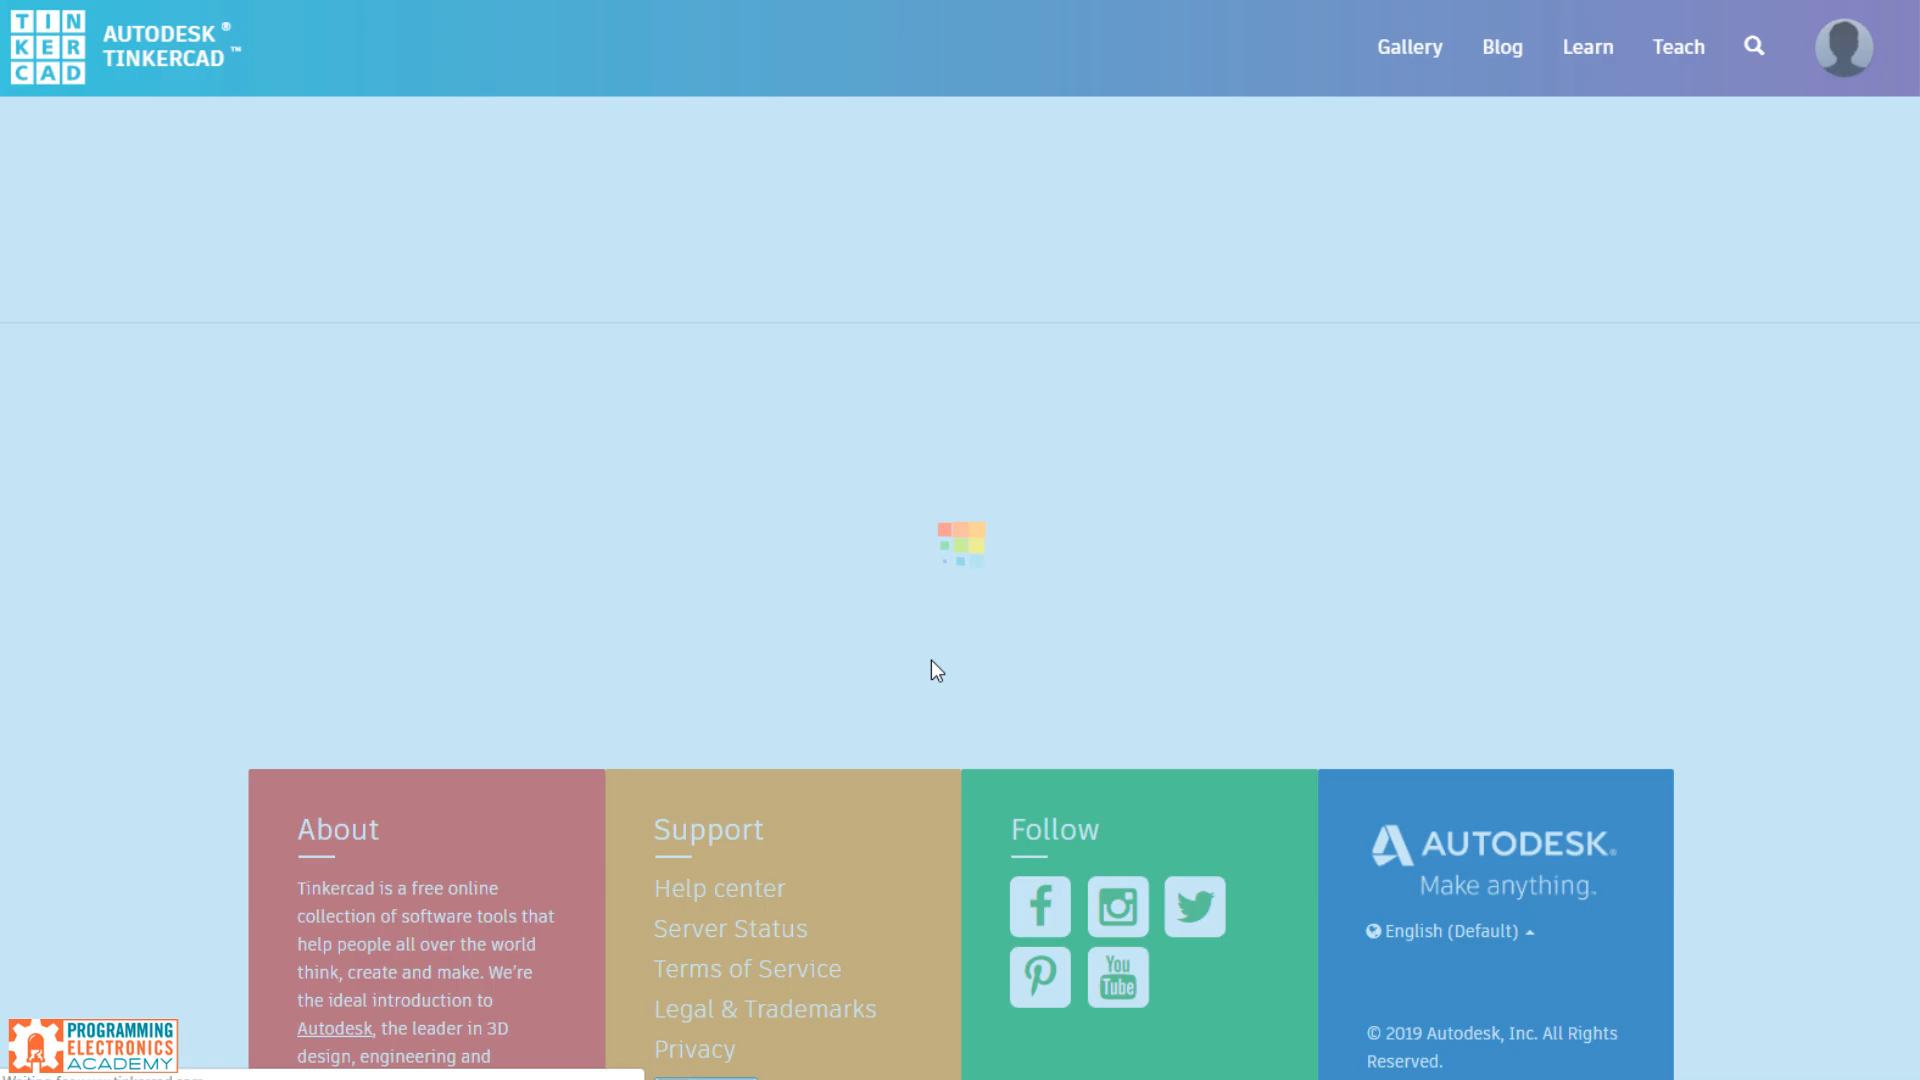 TIN
KER
CAD
AUTODESK®
TINKERCAD™
Gallery
Blog
Learn
Teach
About
Tinkercad is a free online
collection of software tools that
help people all over the world
think, create and make. We're
the ideal introduction to
Autodesk, the leader in 3D
design, engineering and
Support
Help center
Server Status
Terms of Service
Legal & Trademarks
Privacy
Follow
You
Tube
AUTODESK®
Make anything™
English (Default)
© 2019 Autodesk, Inc. All Rights
Reserved.
PROGRAMMING
ELECTRONICS
ACADEMY